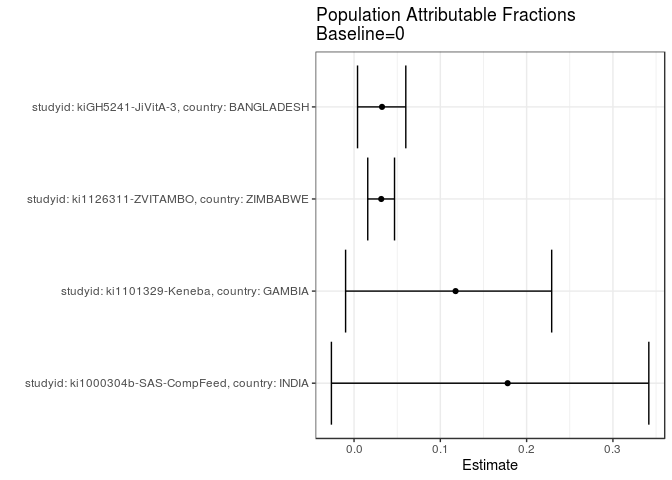 Population Attributable Fractions
Baseline=0
studyid: kiGH5241-JiVitA-3, country: BANGLADESH
studyid: ki1126311-ZVITAMBO, country: ZIMBABWE
studyid: ki1101329-Keneba, country: GAMBIA
studyid: ki1000304b-SAS-CompFeed, country: INDIA
0.0 0.1 0.2 0.3
Estimate